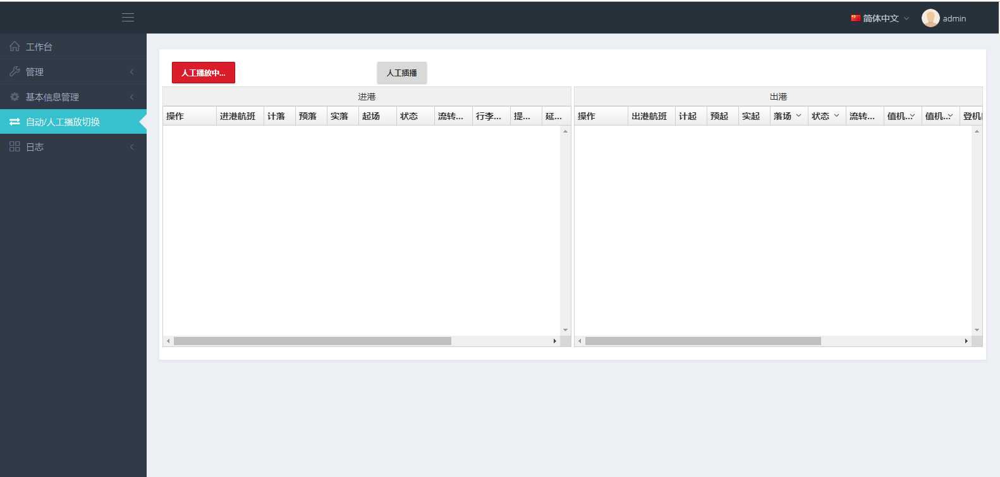 简体中文
admin
工作台
管理
基本信息管理
自动/人工播放切换
日志
人工播放中... 人工插播
进港
操作 进港航班 计落 预落 实落 起场 状态 流转... 行李... 提... 延...
出港
操作 出港航班 计起 预起 实起 落场 状态 流转... 值机... 值机... 登机